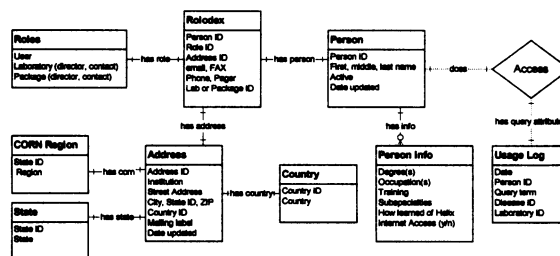 Rolodex
Person ID
Role ID
Address ID
email, FAX
Phone, Pager
Lab or Package ID
Roles
User
Laboratory (director, contact)
Package (director, contact)
has role
has person
Person
Person ID
First, middle, last name
Active
Date updated
does
Access
has address
has info
has query attribute
CORN Region
State ID
Region
has corn
Address
Address ID
Institution
Street Address
City, State ID, ZIP
Country ID
Mailing label
Date updated
has country
Country
Country ID
Country
Person Info
Degree(s)
Occupation(s)
Training
Subspecialties
How learned of Helix
Internet Access (y/n)
Usage Log
Date
Person ID
Query term
Disease ID
Laboratory ID
State
State ID
State
has state